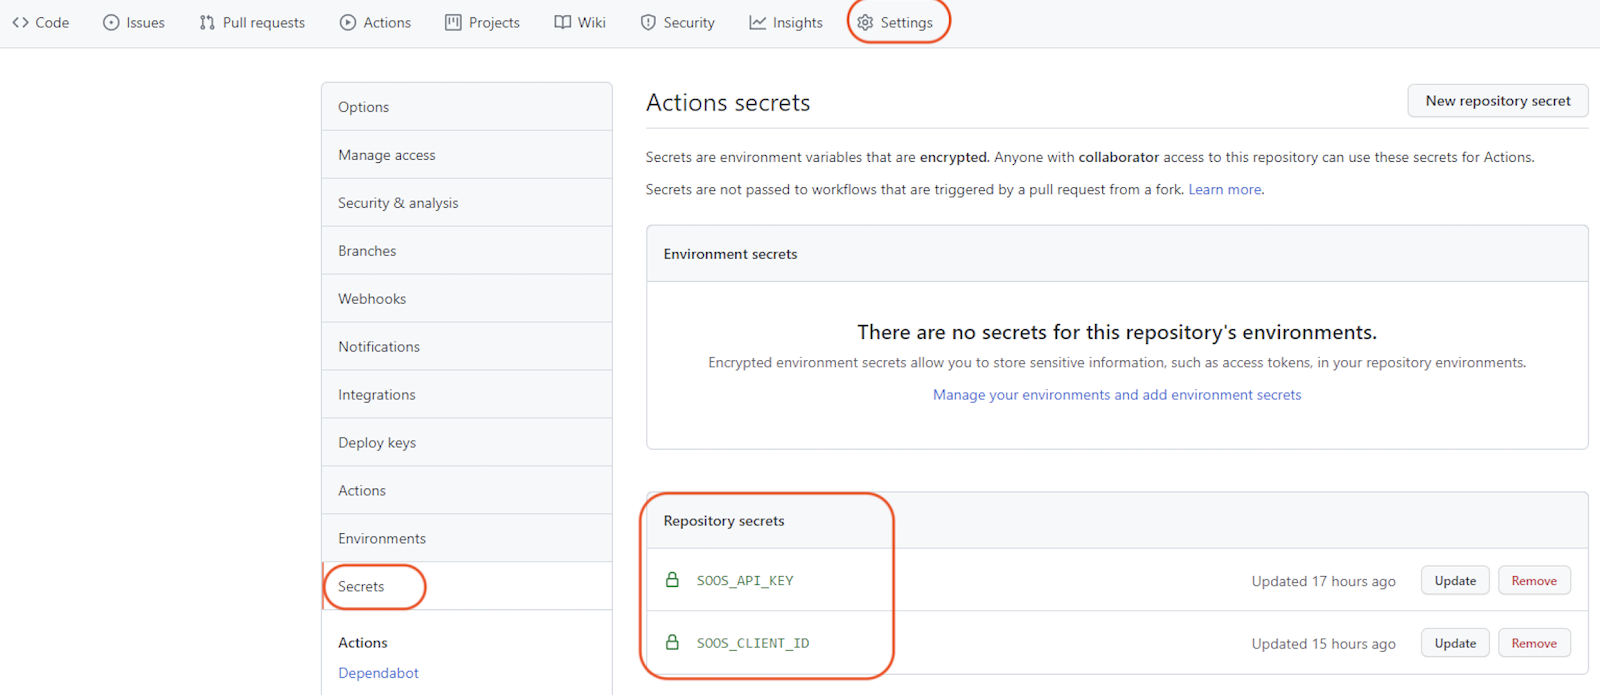 Code Issues Pull requests Actions Projects Wiki Security Insights Settings
Options
Manage access
Security & analysis
Branches
Webhooks
Notifications
Integrations
Deploy keys
Actions
Environments
Secrets
Actions
Dependabot
Actions secrets
New repository secret
Secrets are environment variables that are encrypted. Anyone with collaborator access to this repository can use these secrets for Actions.
Secrets are not passed to workflows that are triggered by a pull request from a fork. Learn more.
Environment secrets
There are no secrets for this repository's environments.
Encrypted environment secrets allow you to store sensitive information, such as access tokens, in your repository environments.
Manage your environments and add environment secrets
Repository secrets
SOOS_API_KEY Updated 17 hours ago Update Remove
SOOS_CLIENT_ID Updated 15 hours ago Update Remove